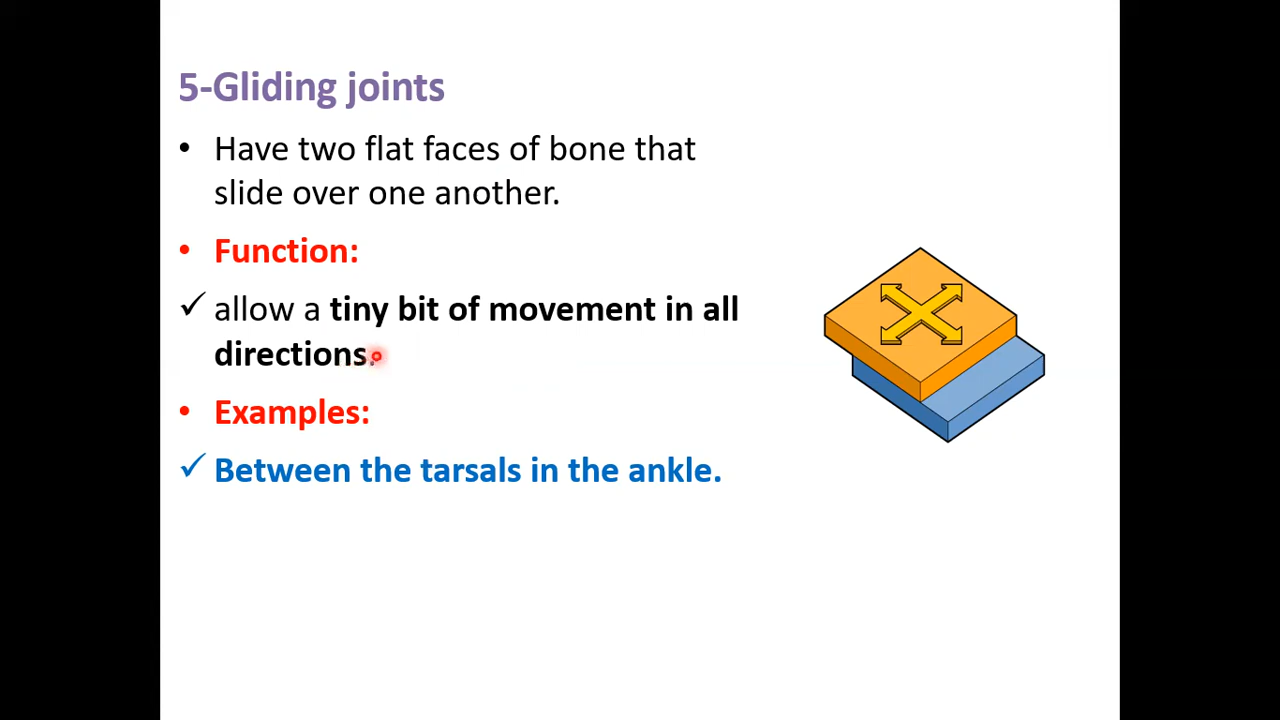 5-Gliding joints
• Have two flat faces of bone that
slide over one another.
• Function:
✓ allow a tiny bit of movement in all
directions.
• Examples:
✓ Between the tarsals in the ankle.